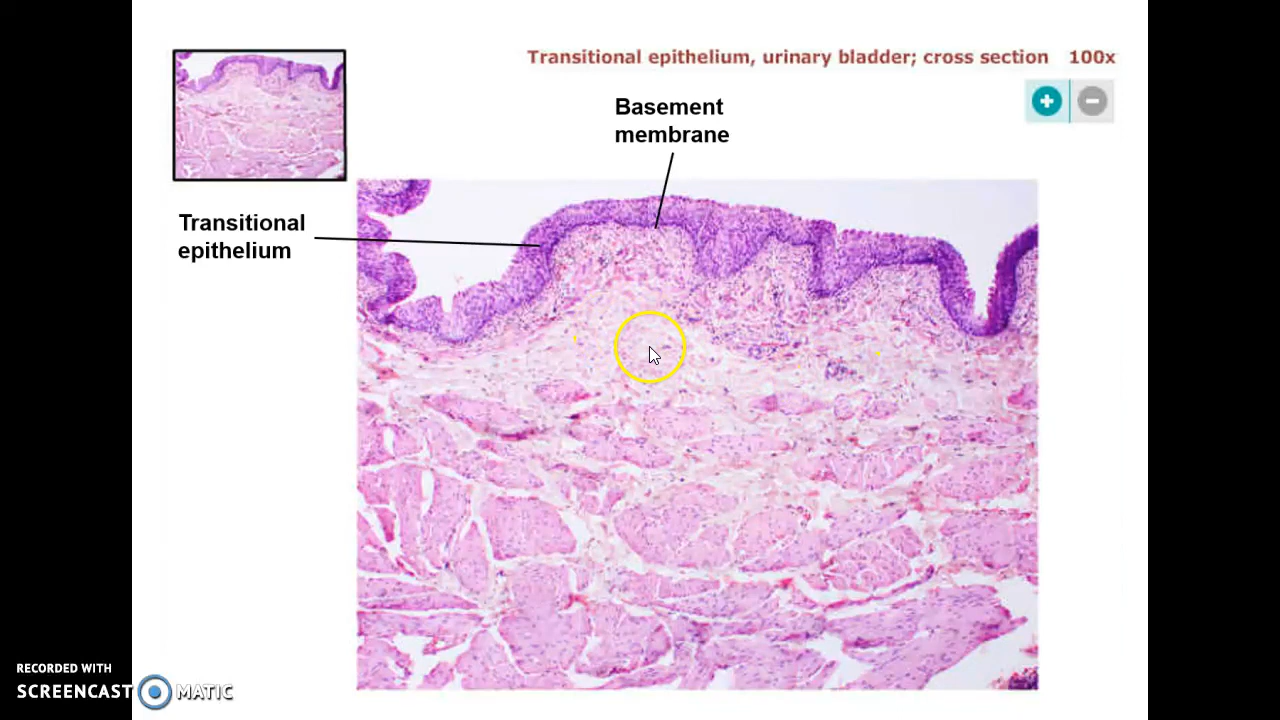 Transitional epithelium, urinary bladder; cross section 100x
Basement
membrane
Transitional
epithelium
RECORDED WITH
SCREENCAST MATIC